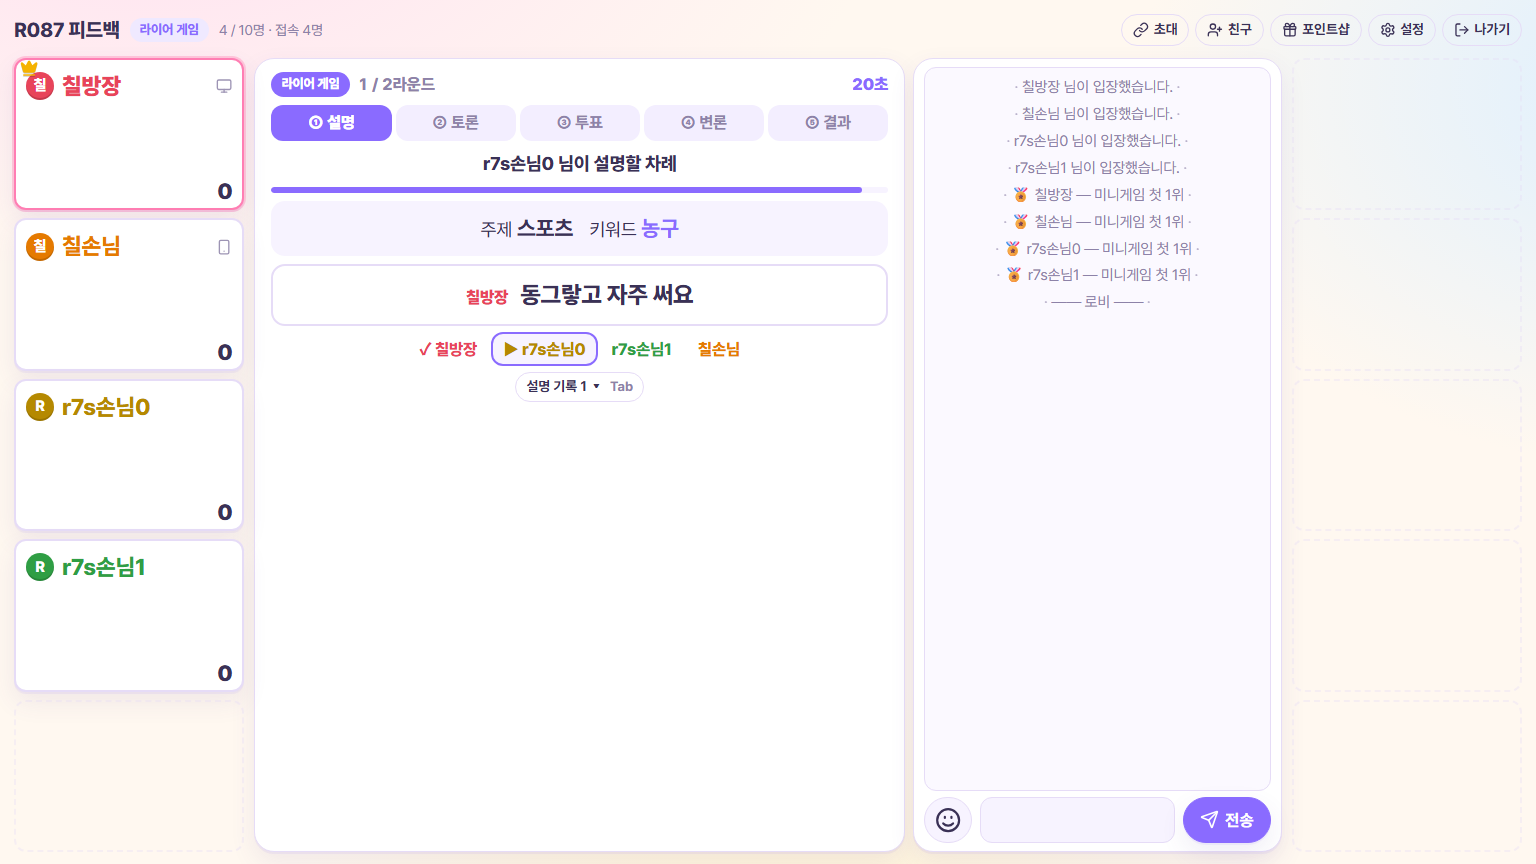 R087 피드백 라이어 게임 4 / 10명 · 접속 4명
초대 친구 포인트샵 설정 나가기
칠 칠방장
0
칠 칠손님
0
R r7s손님0
0
R r7s손님1
0
라이어 게임 1 / 2라운드 20초
① 설명 ② 토론 ③ 투표 ④ 변론 ⑤ 결과
r7s손님0 님이 설명할 차례
주제 스포츠 키워드 농구
칠방장 동그랗고 자주 써요
✓ 칠방장 ▶ r7s손님0 r7s손님1 칠손님
설명 기록 1 ▾ Tab
· 칠방장 님이 입장했습니다. ·
· 칠손님 님이 입장했습니다. ·
· r7s손님0 님이 입장했습니다. ·
· r7s손님1 님이 입장했습니다. ·
· 🏅 칠방장 — 미니게임 첫 1위 ·
· 🏅 칠손님 — 미니게임 첫 1위 ·
· 🏅 r7s손님0 — 미니게임 첫 1위 ·
· 🏅 r7s손님1 — 미니게임 첫 1위 ·
· —— 로비 —— ·
전송